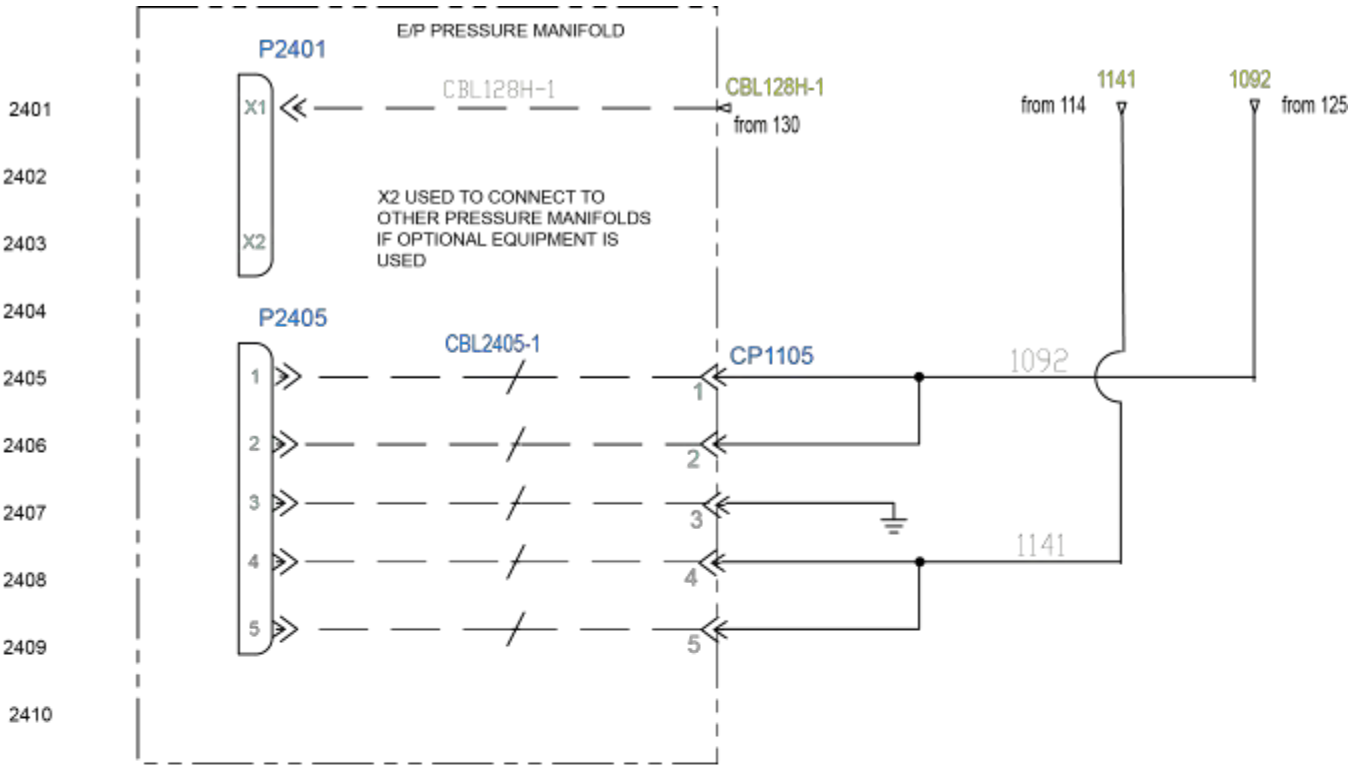 E/P PRESSURE MANIFOLD
P2401
2401
X1
CBL128H-1
CBL128H-1
from 130
from 114
1141
1092
from 125
2402
X2 USED TO CONNECT TO
OTHER PRESSURE MANIFOLDS
IF OPTIONAL EQUIPMENT IS
USED
2403
X2
2404
P2405
CBL2405-1
CP1105
2405
1
1
1092
2406
2
2
2407
3
3
2408
4
4
1141
2409
5
5
2410